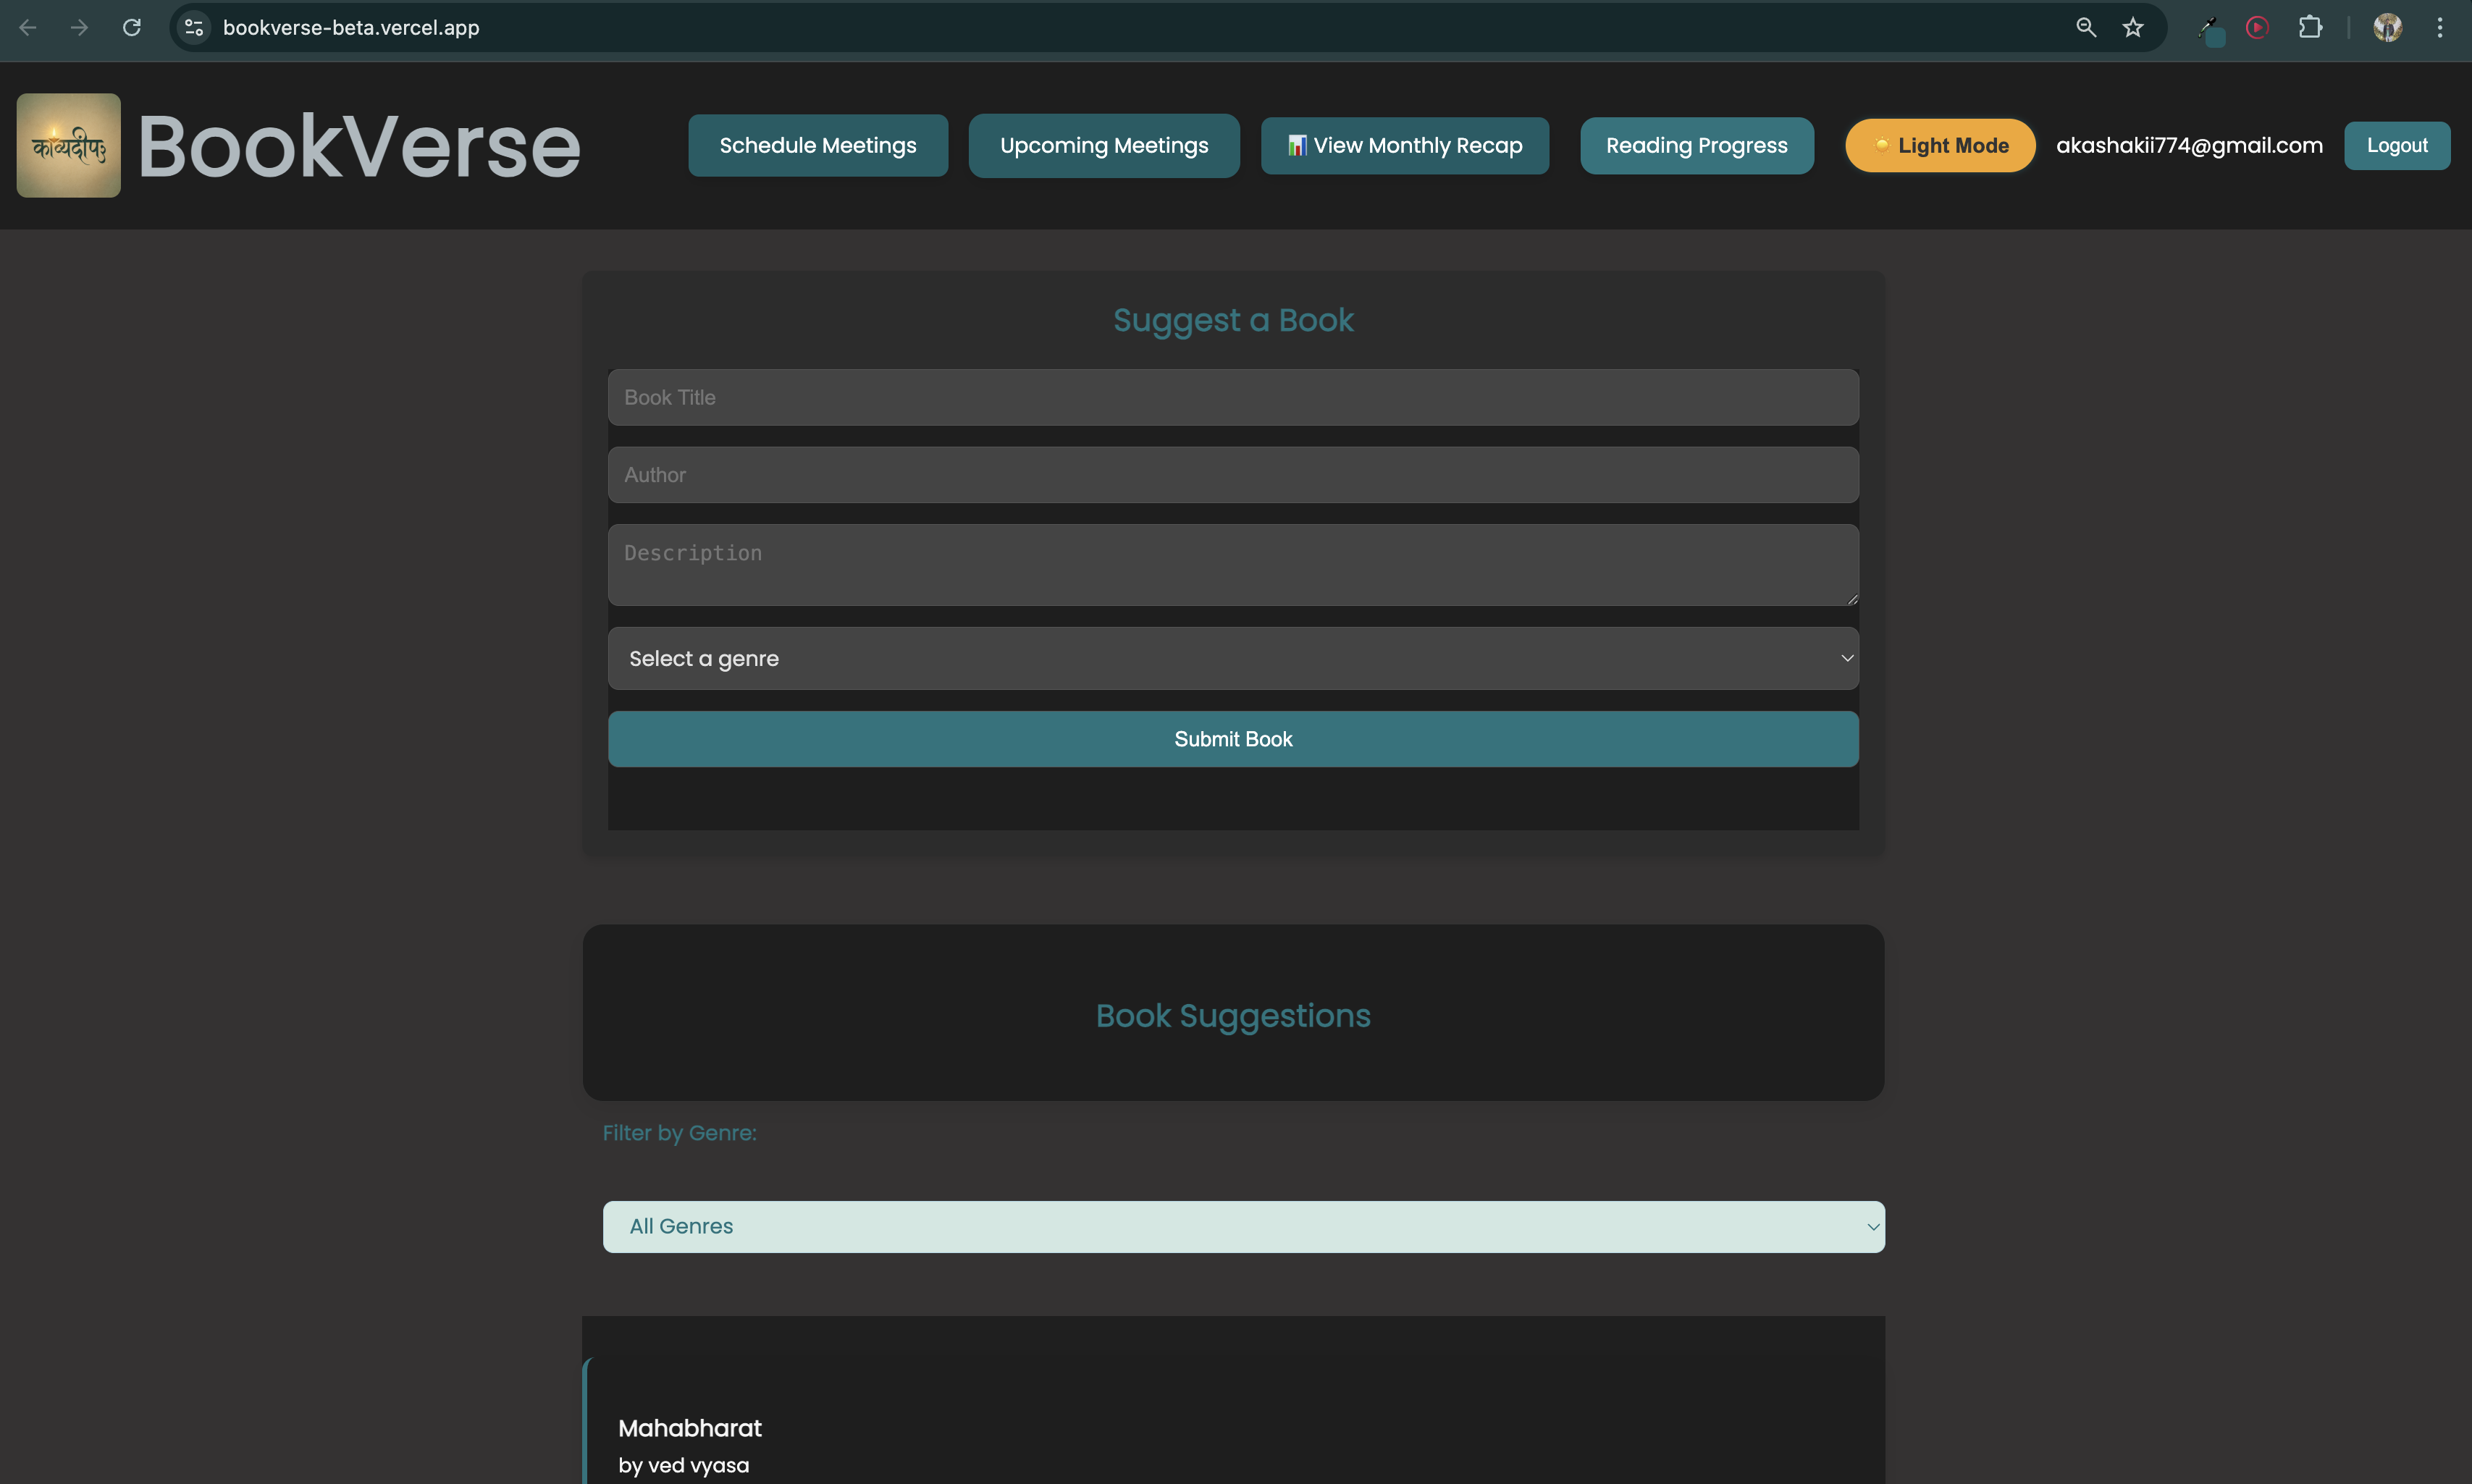 bookverse-beta.vercel.app
काव्यदीपः
BookVerse
Schedule Meetings
Upcoming Meetings
View Monthly Recap
Reading Progress
Light Mode
akashakii774@gmail.com
Logout
Suggest a Book
Book Title
Author
Description
Select a genre
Submit Book
Book Suggestions
Filter by Genre:
All Genres
Mahabharat
by ved vyasa